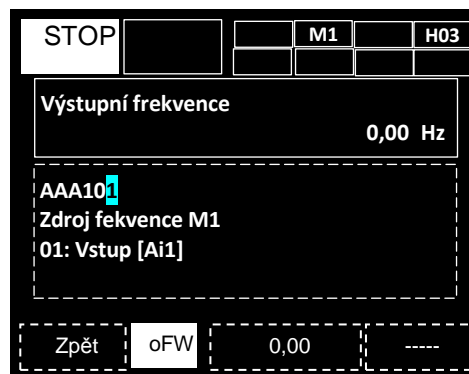 STOP M1 H03
Výstupní frekvence
0,00 Hz
AAA101
Zdroj fekvence M1
01: Vstup [Ai1]
Zpět oFW 0,00 -----